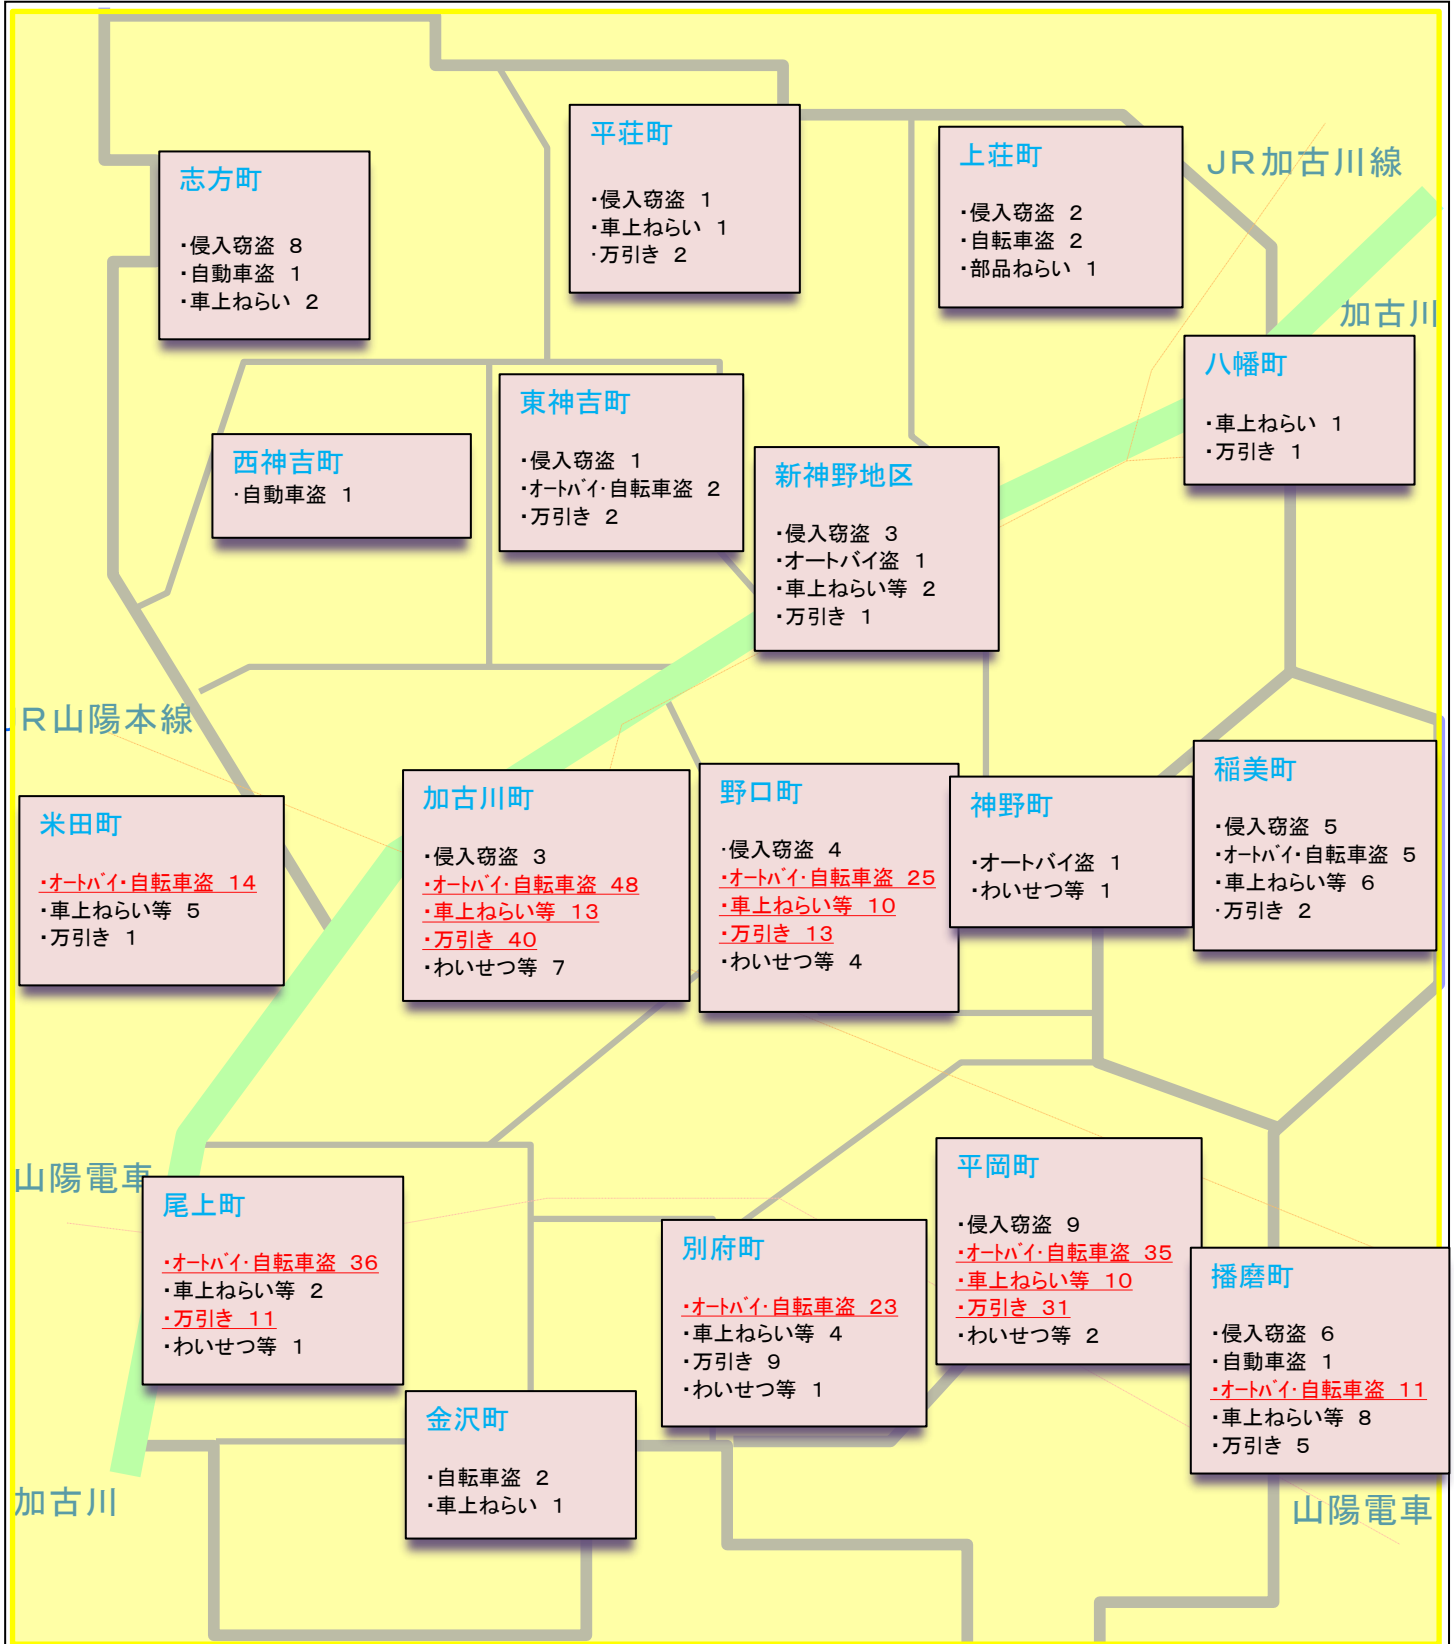 平荘町
・侵入窃盗 1
・車上ねらい 1
・万引き 2
上荘町
・侵入窃盗 2
・自転車盗 2
・部品ねらい 1
JR加古川線
志方町
・侵入窃盗 8
・自動車盗 1
・車上ねらい 2
加古川
八幡町
・車上ねらい 1
・万引き 1
東神吉町
・侵入窃盗 1
・オートバイ・自転車盗 2
・万引き 2
西神吉町
・自動車盗 1
新神野地区
・侵入窃盗 3
・オートバイ盗 1
・車上ねらい等 2
・万引き 1
JR山陽本線
米田町
・オートバイ・自転車盗 14
・車上ねらい等 5
・万引き 1
加古川町
・侵入窃盗 3
・オートバイ・自転車盗 48
・車上ねらい等 13
・万引き 40
・わいせつ等 7
野口町
・侵入窃盗 4
・オートバイ・自転車盗 25
・車上ねらい等 10
・万引き 13
・わいせつ等 4
神野町
・オートバイ盗 1
・わいせつ等 1
稲美町
・侵入窃盗 5
・オートバイ・自転車盗 5
・車上ねらい等 6
・万引き 2
山陽電車
尾上町
・オートバイ・自転車盗 36
・車上ねらい等 2
・万引き 11
・わいせつ等 1
別府町
・オートバイ・自転車盗 23
・車上ねらい等 4
・万引き 9
・わいせつ等 1
平岡町
・侵入窃盗 9
・オートバイ・自転車盗 35
・車上ねらい等 10
・万引き 31
・わいせつ等 2
播磨町
・侵入窃盗 6
・自動車盗 1
・オートバイ・自転車盗 11
・車上ねらい等 8
・万引き 5
金沢町
・自転車盗 2
・車上ねらい 1
加古川
山陽電車